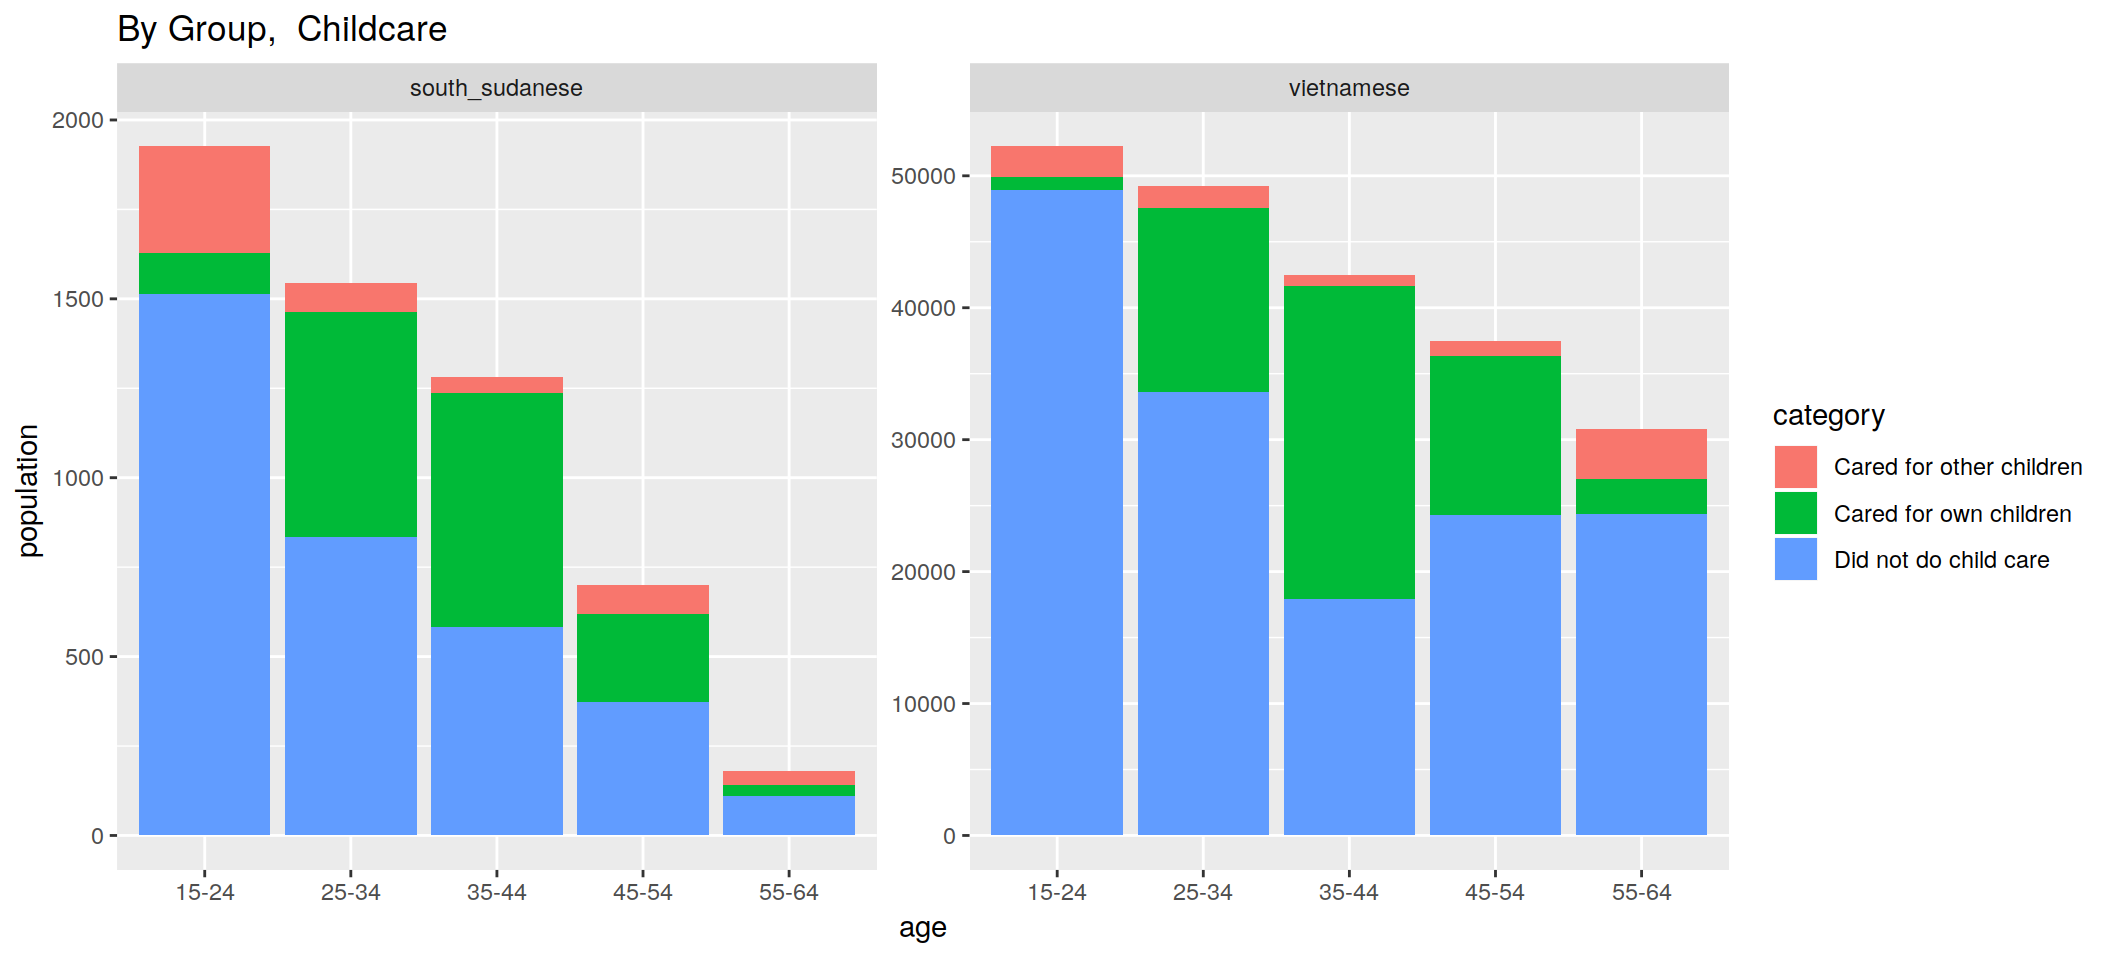 By Group,  Childcare
south_sudanese
vietnamese
population
2000
1500
1000
500
0
50000
40000
30000
20000
10000
0
15-24
25-34
35-44
45-54
55-64
15-24
25-34
35-44
45-54
55-64
age
category
Cared for other children
Cared for own children
Did not do child care